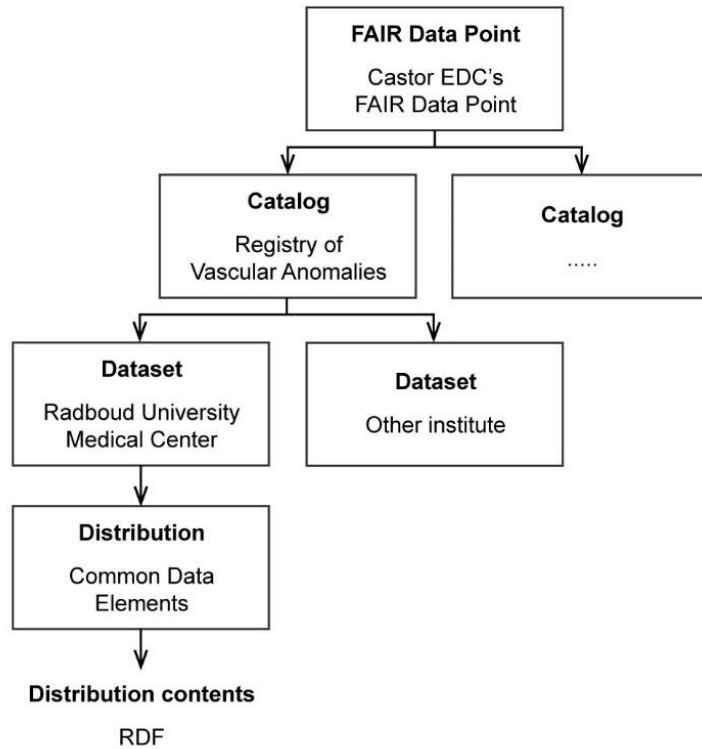 FAIR Data Point
Castor EDC’s
FAIR Data Point
Catalog
Registry of
Vascular Anomalies
Catalog
.....
Dataset
Radboud University
Medical Center
Dataset
Other institute
Distribution
Common Data
Elements
Distribution contents
RDF